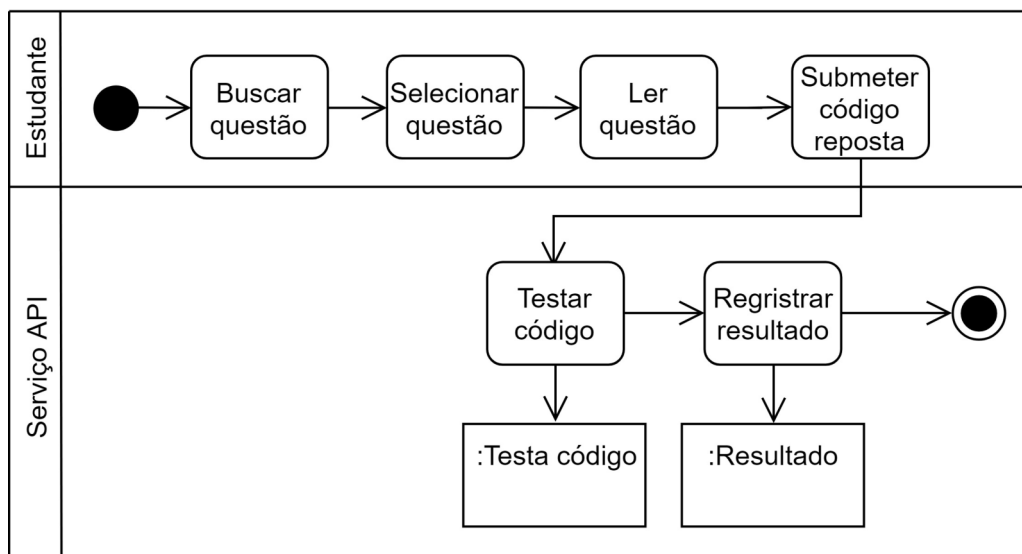 Estudante
Buscar
questão
Selecionar
questão
Ler
questão
Submeter
código
reposta
Serviço API
Testar
código
Regristrar
resultado
:Testa código
:Resultado